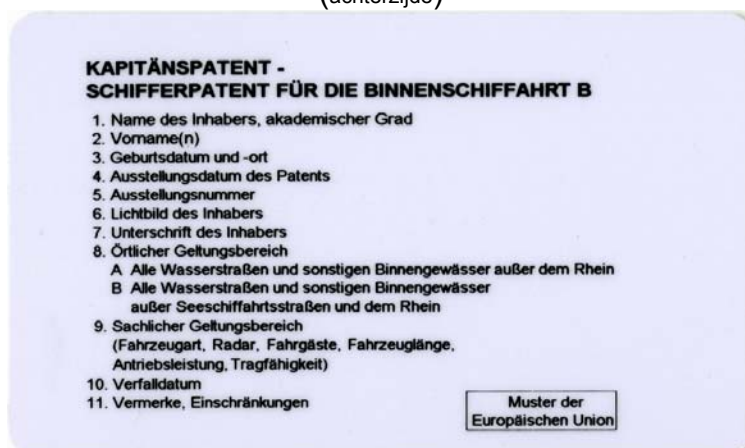 (achterzijde)
KAPITÄNSPATENT -
SCHIFFERPATENT FÜR DIE BINNENSCHIFFAHRT B
1. Name des Inhabers, akademischer Grad
2. Vorname(n)
3. Geburtsdatum und -ort
4. Ausstellungsdatum des Patents
5. Ausstellungsnummer
6. Lichtbild des Inhabers
7. Unterschrift des Inhabers
8. Örtlicher Geltungsbereich
A Alle Wasserstraßen und sonstigen Binnengewässer außer dem Rhein
B Alle Wasserstraßen und sonstigen Binnengewässer
außer Seeschiffahrtsstraßen und dem Rhein
9. Sachlicher Geltungsbereich
(Fahrzeugart, Radar, Fahrgäste, Fahrzeuglänge,
Antriebsleistung, Tragfähigkeit)
10. Verfalldatum
11. Vermerke, Einschränkungen
Muster der
Europäischen Union